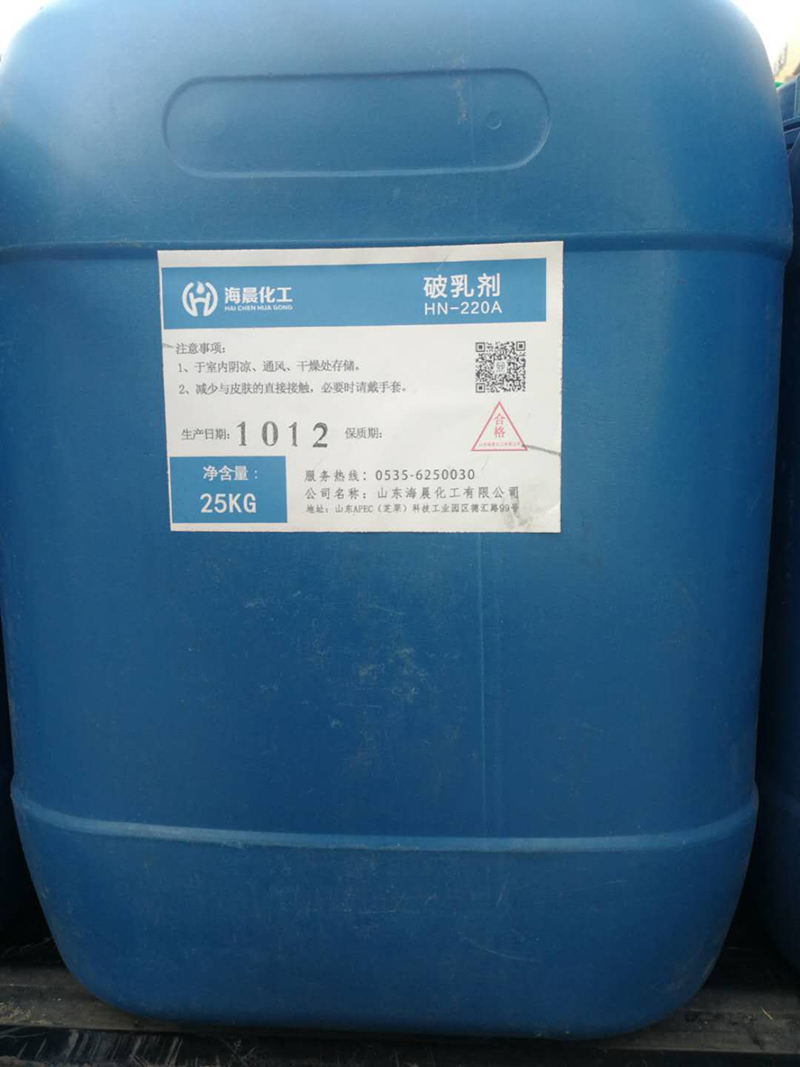 海晨化工
HAI CHEN HUA GONG
破乳剂
HN-220A
注意事项:
1、于室内阴凉、通风、干燥处存储。
2、减少与皮肤的直接接触，必要时请戴手套。
生产日期: 1012 保质期:
合格
净含量:
25KG
服务热线: 0535-6250030
公司名称: 山东海晨化工有限公司
地址: 山东APEC（芝罘）科技工业园区德汇路99号